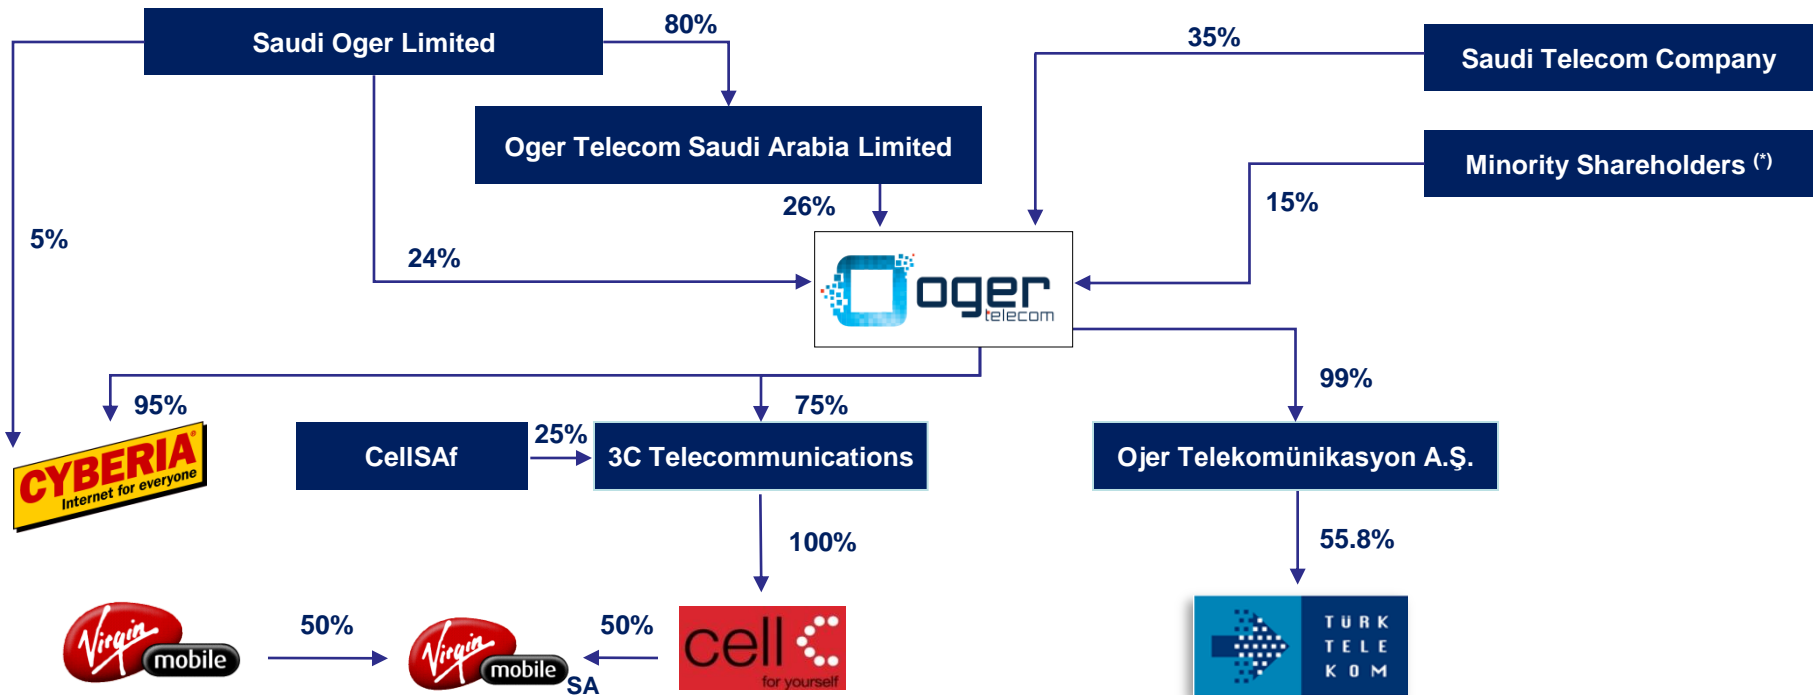 Saudi Oger Limited
80%
35%
Saudi Telecom Company
Oger Telecom Saudi Arabia Limited
Minority Shareholders (*)
26%
15%
5%
24%
oger
telecom
95%
75%
99%
CYBERIA®
Internet for everyone
CellSAf
25%
3C Telecommunications
Ojer Telekomünikasyon A.Ş.
100%
55.8%
Virgin
mobile
50%
Virgin
mobile
SA
50%
cell C
for yourself
TÜRK
TELE
KOM